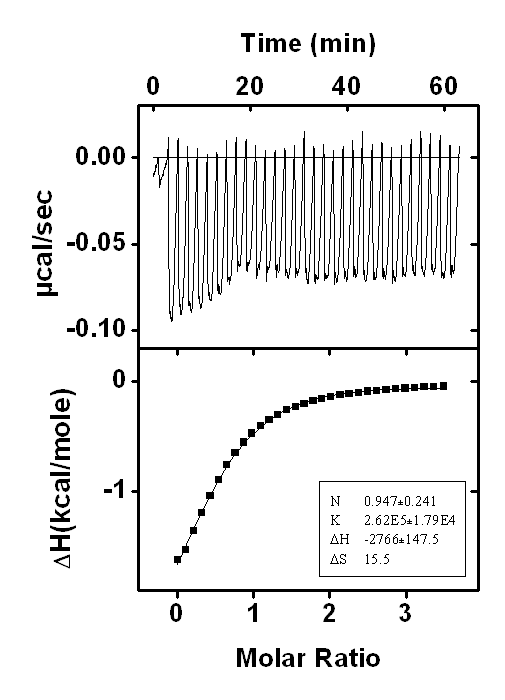 Time (min)
0 20 40 60
0.00
-0.05
-0.10
µcal/sec
0
-1
ΔH(kcal/mole)
N 0.947±0.241
K 2.62E5±1.79E4
ΔH -2766±147.5
ΔS 15.5
0 1 2 3
Molar Ratio